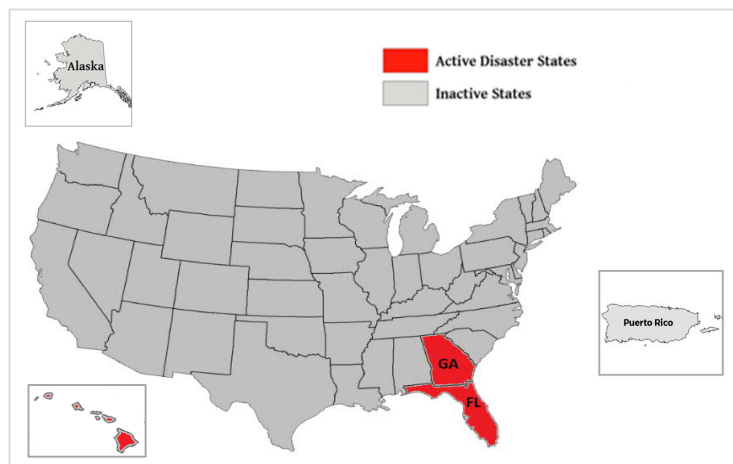 Alaska
Active Disaster States
Inactive States
Puerto Rico
GA
FL